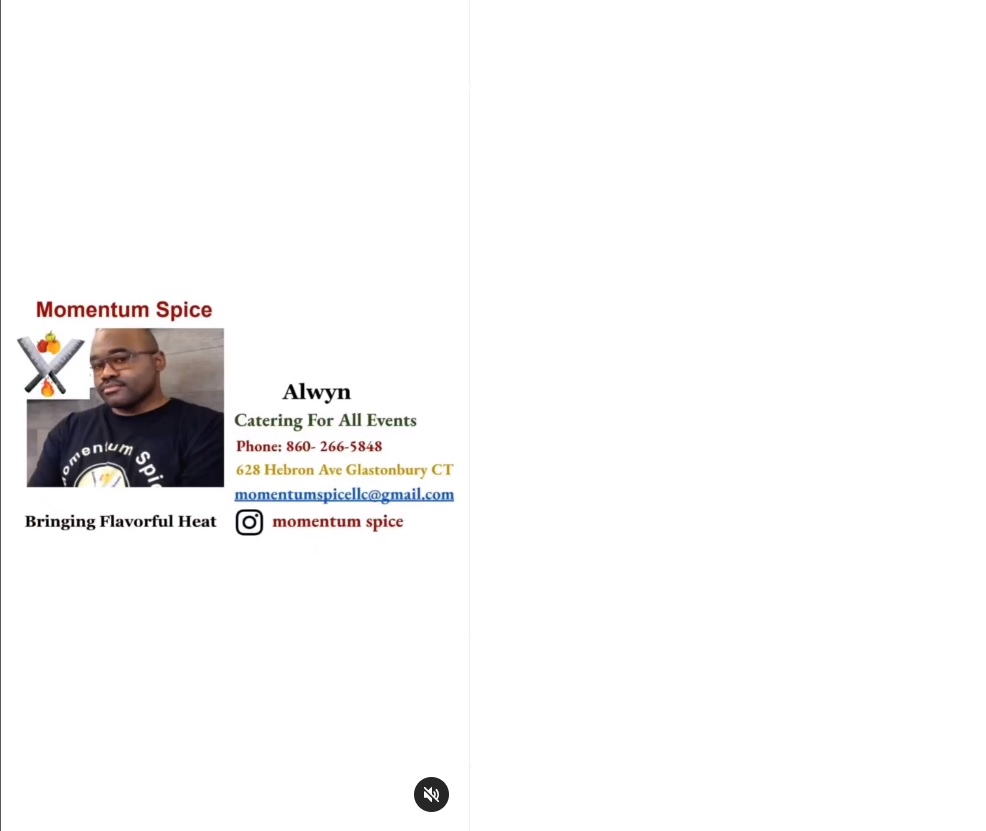 Momentum Spice
Momentum Spic
Bringing Flavorful Heat
Alwyn
Catering For All Events
Phone: 860- 266-5848
628 Hebron Ave Glastonbury CT
momentumspicellc@gmail.com
momentum spice